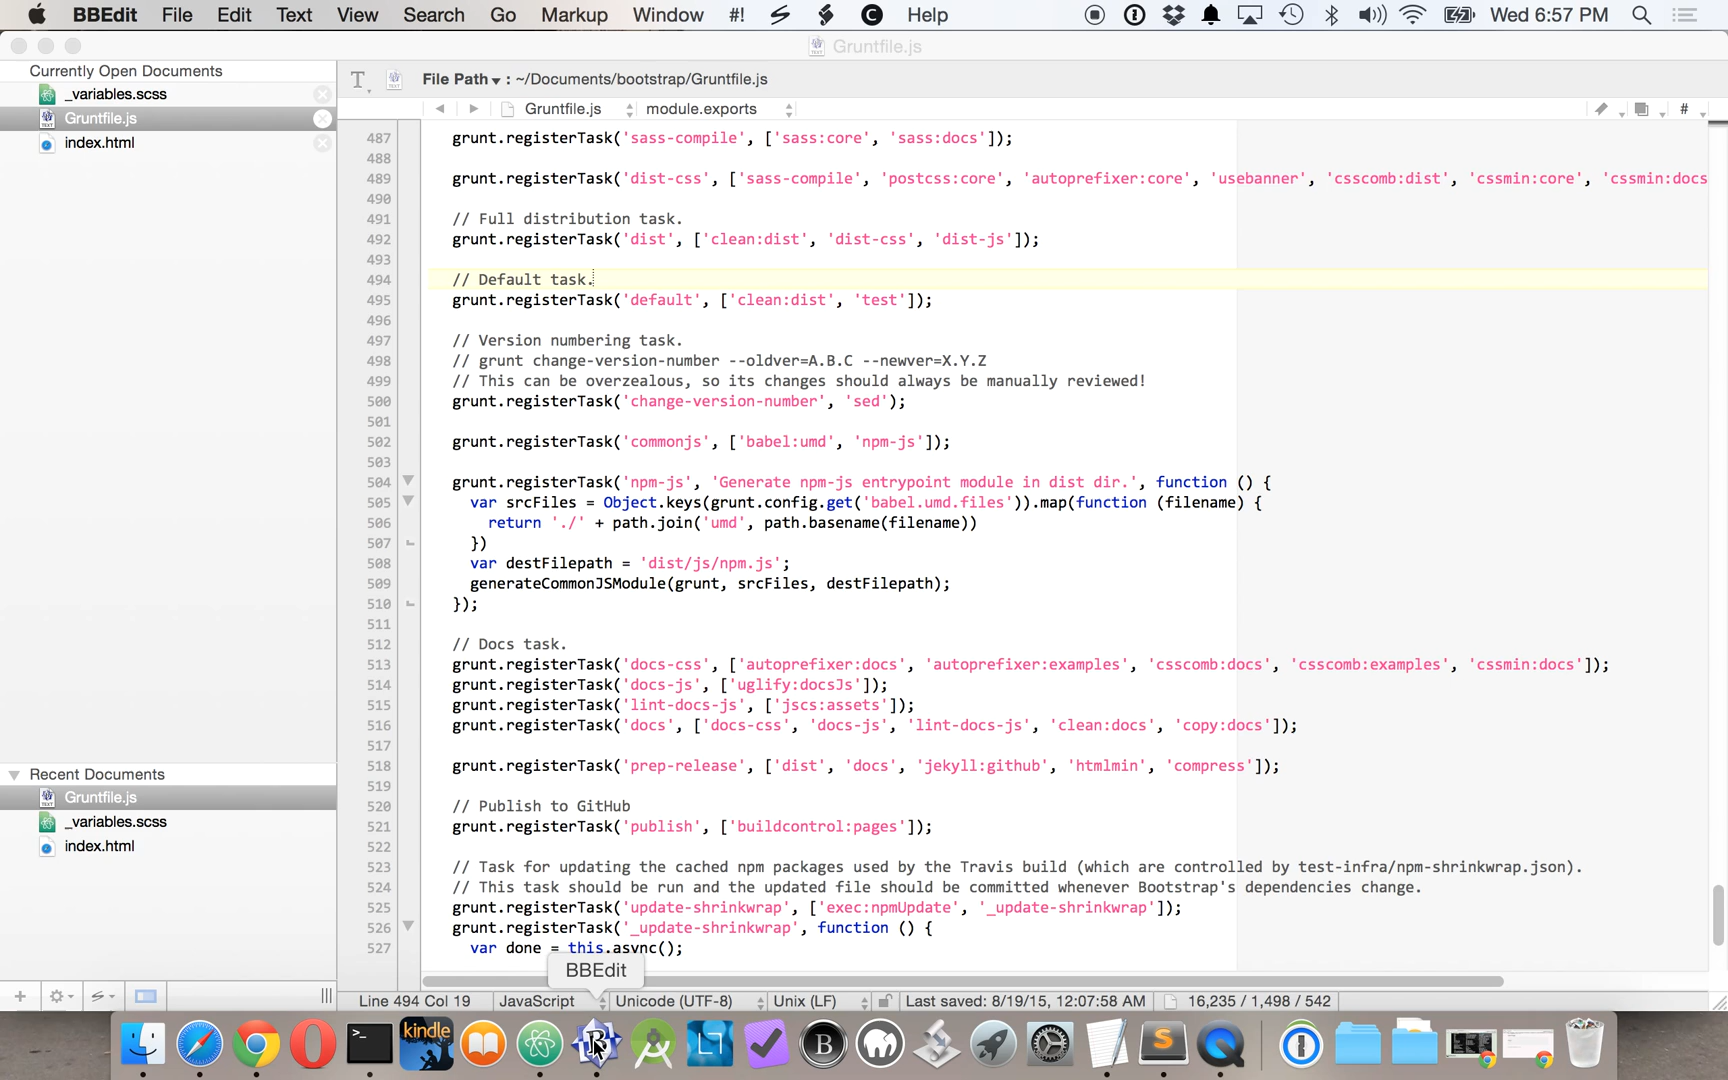 BBEdit File Edit Text View Search Go Markup Window #! Help Wed 6:57 PM
Gruntfile.js
Currently Open Documents
_variables.scss
Gruntfile.js
index.html
File Path : ~/Documents/bootstrap/Gruntfile.js
Gruntfile.js module.exports #
487 grunt.registerTask('sass-compile', ['sass:core', 'sass:docs']);
488
489 grunt.registerTask('dist-css', ['sass-compile', 'postcss:core', 'autoprefixer:core', 'usebanner', 'csscomb:dist', 'cssmin:core', 'cssmin:docs
490
491 // Full distribution task.
492 grunt.registerTask('dist', ['clean:dist', 'dist-css', 'dist-js']);
493
494 // Default task.
495 grunt.registerTask('default', ['clean:dist', 'test']);
496
497 // Version numbering task.
498 // grunt change-version-number --oldver=A.B.C --newver=X.Y.Z
499 // This can be overzealous, so its changes should always be manually reviewed!
500 grunt.registerTask('change-version-number', 'sed');
501
502 grunt.registerTask('commonjs', ['babel:umd', 'npm-js']);
503
504 grunt.registerTask('npm-js', 'Generate npm-js entrypoint module in dist dir.', function () {
505 var srcFiles = Object.keys(grunt.config.get('babel.umd.files')).map(function (filename) {
506 return './' + path.join('umd', path.basename(filename))
507 })
508 var destFilepath = 'dist/js/npm.js';
509 generateCommonJSModule(grunt, srcFiles, destFilepath);
510 });
511
512 // Docs task.
513 grunt.registerTask('docs-css', ['autoprefixer:docs', 'autoprefixer:examples', 'csscomb:docs', 'csscomb:examples', 'cssmin:docs']);
514 grunt.registerTask('docs-js', ['uglify:docsJs']);
515 grunt.registerTask('lint-docs-js', ['jscs:assets']);
516 grunt.registerTask('docs', ['docs-css', 'docs-js', 'lint-docs-js', 'clean:docs', 'copy:docs']);
517
518 grunt.registerTask('prep-release', ['dist', 'docs', 'jekyll:github', 'htmlmin', 'compress']);
519
520 // Publish to GitHub
521 grunt.registerTask('publish', ['buildcontrol:pages']);
522
523 // Task for updating the cached npm packages used by the Travis build (which are controlled by test-infra/npm-shrinkwrap.json).
524 // This task should be run and the updated file should be committed whenever Bootstrap's dependencies change.
525 grunt.registerTask('update-shrinkwrap', ['exec:npmUpdate', '_update-shrinkwrap']);
526 grunt.registerTask('_update-shrinkwrap', function () {
527 var done = this.async();
Recent Documents
Gruntfile.js
_variables.scss
index.html
BBEdit
Line 494 Col 19 JavaScript Unicode (UTF-8) Unix (LF) Last saved: 8/19/15, 12:07:58 AM 16,235 / 1,498 / 542
kindle